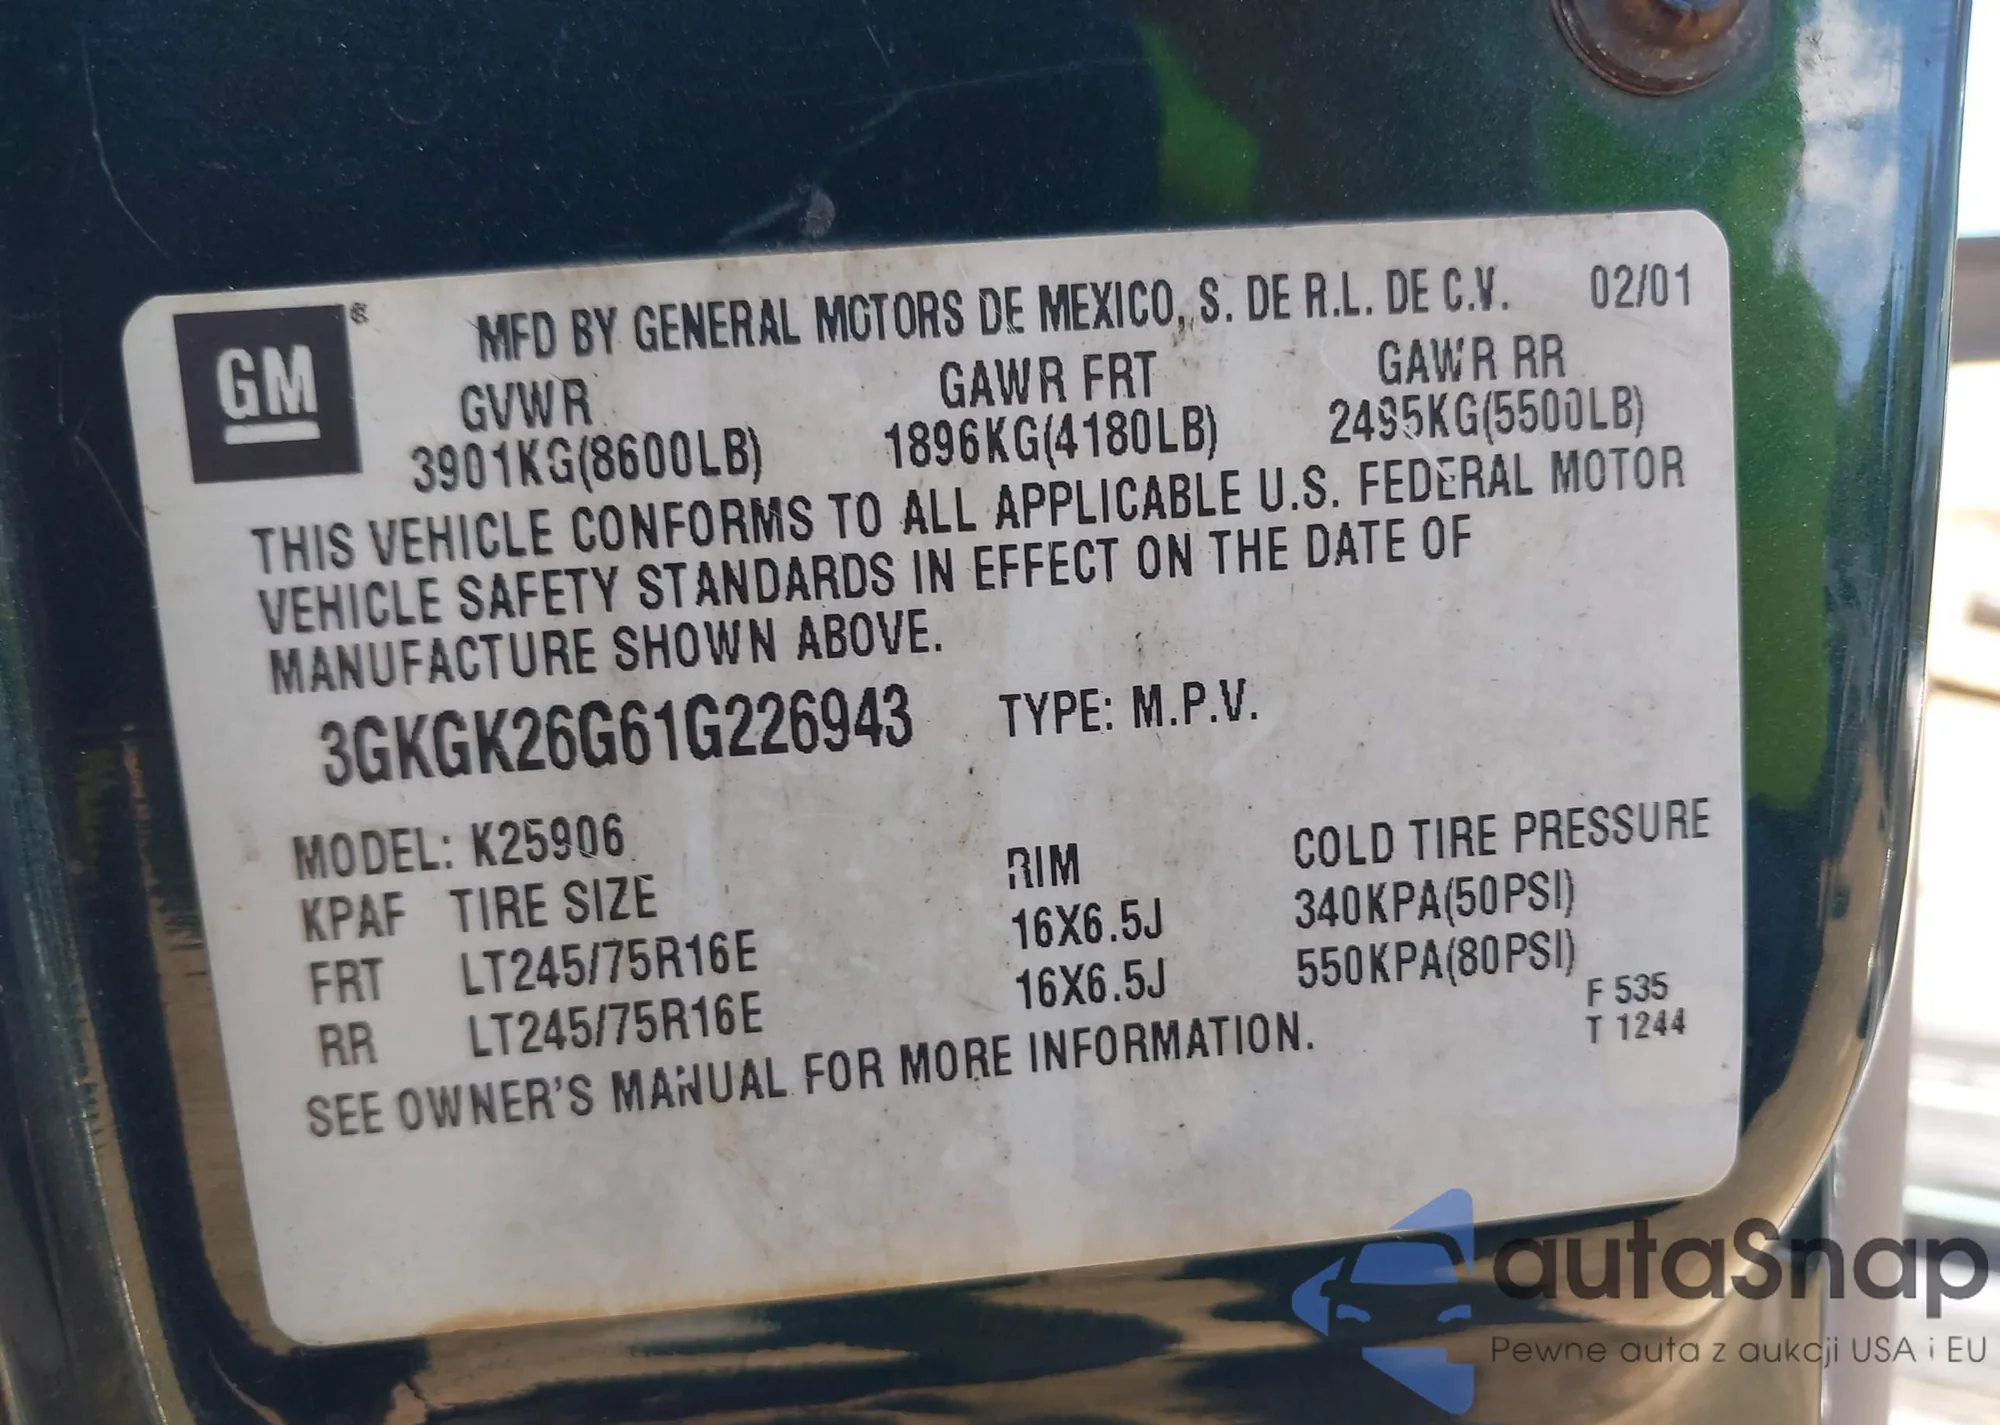 GM ®
MFD BY GENERAL MOTORS DE MEXICO, S. DE R.L. DE C.V. 02/01
GVWR GAWR FRT GAWR RR
3901KG(8600LB) 1896KG(4180LB) 2495KG(5500LB)
THIS VEHICLE CONFORMS TO ALL APPLICABLE U.S. FEDERAL MOTOR
VEHICLE SAFETY STANDARDS IN EFFECT ON THE DATE OF
MANUFACTURE SHOWN ABOVE.
3GKGK26G61G226943 TYPE: M.P.V.
MODEL: K25906
KPAF TIRE SIZE RIM COLD TIRE PRESSURE
FRT LT245/75R16E 16X6.5J 340KPA(50PSI)
RR LT245/75R16E 16X6.5J 550KPA(80PSI)
SEE OWNER'S MANUAL FOR MORE INFORMATION.
F 535
T 1244
autaSnap
Pewne auta z aukcji USA i EU